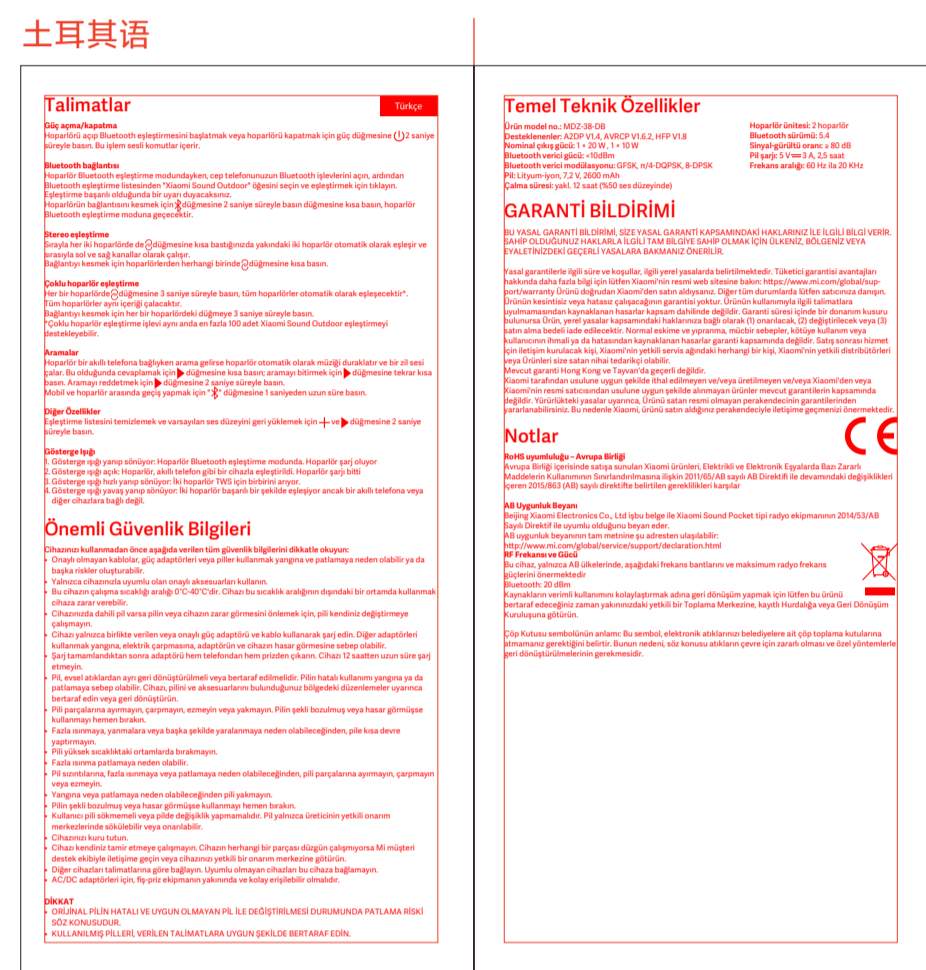 土耳其语
Talimatlar
Türkçe
Güç açma/kapatma
Hoparlörü açıp Bluetooth eşleştirmesini başlatmak veya hoparlörü kapatmak için güç düğmesine 2 saniye
süreyle basın. Bu işlem sesli komutlar içerir.
Bluetooth bağlantısı
Hoparlör Bluetooth eşleştirme modundayken, cep telefonunuzun Bluetooth işlevlerini açın, ardından
Bluetooth eşleştirme listesinden "Xiaomi Sound Outdoor" öğesini seçin ve eşleştirmek için tıklayın.
Eşleştirme başarılı olduğunda bir uyarı duyacaksınız.
Hoparlörün bağlantısını kesmek için düğmesine 2 saniye süreyle basın düğmesine kısa basın, hoparlör
Bluetooth eşleştirme moduna geçecektir.
Stereo eşleştirme
Sırayla her iki hoparlörde de düğmesine kısa bastığınızda yakındaki iki hoparlör otomatik olarak eşleşir ve
sırasıyla sol ve sağ kanallar olarak çalışır.
Bağlantıyı kesmek için hoparlörlerden herhangi birinde düğmesine kısa basın.
Çoklu hoparlör eşleştirme
Her bir hoparlörde düğmesine 3 saniye süreyle basın, tüm hoparlörler otomatik olarak eşleşecektir*.
Tüm hoparlörler aynı içeriği çalacaktır.
Bağlantıyı kesmek için her bir hoparlördeki düğmeye 3 saniye süreyle basın.
*Çoklu hoparlör eşleştirme işlevi aynı anda en fazla 100 adet Xiaomi Sound Outdoor eşleştirmeyi
destekleyebilir.
Aramalar
Hoparlör bir akıllı telefona bağlıyken arama gelirse hoparlör otomatik olarak müziği duraklatır ve bir zil sesi
çalar. Bu olduğunda cevaplamak için düğmesine kısa basın; aramayı bitirmek için düğmesine tekrar kısa
basın. Aramayı reddetmek için düğmesine 2 saniye süreyle basın.
Mobil ve hoparlör arasında geçiş yapmak için " " düğmesine 1 saniyeden uzun süre basın.
Diğer Özellikler
Eşleştirme listesini temizlemek ve varsayılan ses düzeyini geri yüklemek için + ve düğmesine 2 saniye
süreyle basın.
Gösterge Işığı
1. Gösterge ışığı yanıp sönüyor: Hoparlör Bluetooth eşleştirme modunda. Hoparlör şarj oluyor
2. Gösterge ışığı açık: Hoparlör, akıllı telefon gibi bir cihazla eşleştirildi. Hoparlör şarjı bitti
3. Gösterge ışığı hızlı yanıp sönüyor: İki hoparlör TWS için birbirini arıyor.
4. Gösterge ışığı yavaş yanıp sönüyor: İki hoparlör başarılı bir şekilde eşleşiyor ancak bir akıllı telefona veya
diğer cihazlara bağlı değil.
Önemli Güvenlik Bilgileri
Cihazınızı kullanmadan önce aşağıda verilen tüm güvenlik bilgilerini dikkatle okuyun:
• Onaylı olmayan kablolar, güç adaptörleri veya piller kullanmak yangına ve patlamaya neden olabilir ya da
başka riskler oluşturabilir.
• Yalnızca cihazınızla uyumlu olan onaylı aksesuarları kullanın.
• Bu cihazın çalışma sıcaklığı aralığı 0°C-40°C'dir. Cihazı bu sıcaklık aralığının dışındaki bir ortamda kullanmak
cihaza zarar verebilir.
• Cihazınızda dahili pil varsa pilin veya cihazın zarar görmesini önlemek için, pili kendiniz değiştirmeye
çalışmayın.
• Cihazı yalnızca birlikte verilen veya onaylı güç adaptörü ve kablo kullanarak şarj edin. Diğer adaptörleri
kullanmak yangına, elektrik çarpmasına, adaptörün ve cihazın hasar görmesine sebep olabilir.
• Şarj tamamlandıktan sonra adaptörü hem telefondan hem prizden çıkarın. Cihazı 12 saatten uzun süre şarj
etmeyin.
• Pil, evsel atıklardan ayrı geri dönüştürülmeli veya bertaraf edilmelidir. Pilin hatalı kullanımı yangına ya da
patlamaya sebep olabilir. Cihazı, pilini ve aksesuarlarını bulunduğunuz bölgedeki düzenlemeler uyarınca
bertaraf edin veya geri dönüştürün.
• Pili parçalarına ayırmayın, çarpmayın, ezmeyin veya yakmayın. Pilin şekli bozulmuş veya hasar görmüşse
kullanmayı hemen bırakın.
• Fazla ısınmaya, yanmalara veya başka şekilde yaralanmaya neden olabileceğinden, pile kısa devre
yaptırmayın.
• Pili yüksek sıcaklıktaki ortamlarda bırakmayın.
• Fazla ısınma patlamaya neden olabilir.
• Pil sızıntılarına, fazla ısınmaya veya patlamaya neden olabileceğinden, pili parçalarına ayırmayın, çarpmayın
veya ezmeyin.
• Yangına veya patlamaya neden olabileceğinden pili yakmayın.
• Pilin şekli bozulmuş veya hasar görmüşse kullanmayı hemen bırakın.
• Kullanıcı pili sökmemeli veya pilde değişiklik yapmamalıdır. Pil yalnızca üreticinin yetkili onarım
merkezlerinde sökülebilir veya onarılabilir.
• Cihazınızı kuru tutun.
• Cihazı kendiniz tamir etmeye çalışmayın. Cihazın herhangi bir parçası düzgün çalışmıyorsa Mi müşteri
destek ekibiyle iletişime geçin veya cihazınızı yetkili bir onarım merkezine götürün.
• Diğer cihazları talimatlarına göre bağlayın. Uyumlu olmayan cihazları bu cihaza bağlamayın.
• AC/DC adaptörleri için, fiş-priz ekipmanın yakınında ve kolay erişilebilir olmalıdır.
DİKKAT
• ORİJİNAL PİLİN HATALI VE UYGUN OLMAYAN PİL İLE DEĞİŞTİRİLMESİ DURUMUNDA PATLAMA RİSKİ
SÖZ KONUSUDUR.
• KULLANILMIŞ PİLLERİ, VERİLEN TALİMATLARA UYGUN ŞEKİLDE BERTARAF EDİN.
Temel Teknik Özellikler
Ürün model no.: MDZ-38-DB
Desteklenenler: A2DP V1.4, AVRCP V1.6.2, HFP V1.8
Nominal çıkış gücü: 1 × 20 W , 1 × 10 W
Bluetooth verici gücü: <10dBm
Bluetooth verici modülasyonu: GFSK, π/4-DQPSK, 8-DPSK
Pil: Lityum-iyon, 7,2 V, 2600 mAh
Çalma süresi: yakl. 12 saat (%50 ses düzeyinde)
Hoparlör ünitesi: 2 hoparlör
Bluetooth sürümü: 5.4
Sinyal-gürültü oranı: ≥ 80 dB
Pil şarjı: 5 V⎓3 A, 2,5 saat
Frekans aralığı: 60 Hz ila 20 KHz
GARANTİ BİLDİRİMİ
BU YASAL GARANTİ BİLDİRİMİ, SİZE YASAL GARANTİ KAPSAMINDAKİ HAKLARINIZ İLE İLGİLİ BİLGİ VERİR.
SAHİP OLDUĞUNUZ HAKLARLA İLGİLİ TAM BİLGİYE SAHİP OLMAK İÇİN ÜLKENİZ, BÖLGENİZ VEYA
EYALETİNİZDEKİ GEÇERLİ YASALARA BAKMANIZ ÖNERİLİR.
Yasal garantilerle ilgili süre ve koşullar, ilgili yerel yasalarda belirtilmektedir. Tüketici garantisi avantajları
hakkında daha fazla bilgi için lütfen Xiaomi'nin resmi web sitesine bakın: https://www.mi.com/global/sup-
port/warranty Ürünü doğrudan Xiaomi'den satın aldıysanız. Diğer tüm durumlarda lütfen satıcınıza danışın.
Ürünün kesintisiz veya hatasız çalışacağının garantisi yoktur. Ürünün kullanımıyla ilgili talimatlara
uyulmamasından kaynaklanan hasarlar kapsam dahilinde değildir. Garanti süresi içinde bir donanım kusuru
bulunursa Ürün, yerel yasalar kapsamındaki haklarınıza bağlı olarak (1) onarılacak, (2) değiştirilecek veya (3)
satın alma bedeli iade edilecektir. Normal eskime ve yıpranma, mücbir sebepler, kötüye kullanım veya
kullanıcının ihmali ya da hatasından kaynaklanan hasarlar garanti kapsamında değildir. Satış sonrası hizmet
için iletişim kurulacak kişi, Xiaomi'nin yetkili servis ağındaki herhangi bir kişi, Xiaomi'nin yetkili distribütörleri
veya Ürünleri size satan nihai tedarikçi olabilir.
Mevcut garanti Hong Kong ve Tayvan'da geçerli değildir.
Xiaomi tarafından usulune uygun şekilde ithal edilmeyen ve/veya üretilmeyen ve/veya Xiaomi'den veya
Xiaomi'nin resmi satıcısından usulune uygun şekilde alınmayan ürünler mevcut garantilerin kapsamında
değildir. Yürürlükteki yasalar uyarınca, Ürünü satan resmi olmayan perakendecinin garantilerinden
yararlanabilirsiniz. Bu nedenle Xiaomi, ürünü satın aldığınız perakendeciyle iletişime geçmenizi önermektedir.
Notlar
CE
RoHS uyumluluğu – Avrupa Birliği
Avrupa Birliği içerisinde satışa sunulan Xiaomi ürünleri, Elektrikli ve Elektronik Eşyalarda Bazı Zararlı
Maddelerin Kullanımının Sınırlandırılmasına ilişkin 2011/65/AB sayılı AB Direktifi ile devamındaki değişiklikleri
içeren 2015/863 (AB) sayılı direktifte belirtilen gereklilikleri karşılar
AB Uygunluk Beyanı
Beijing Xiaomi Electronics Co., Ltd işbu belge ile Xiaomi Sound Pocket tipi radyo ekipmanının 2014/53/AB
Sayılı Direktif ile uyumlu olduğunu beyan eder.
AB uygunluk beyanının tam metnine şu adresten ulaşılabilir:
http://www.mi.com/global/service/support/declaration.html
RF Frekansı ve Gücü
Bu cihaz, yalnızca AB ülkelerinde, aşağıdaki frekans bantlarını ve maksimum radyo frekans
güçlerini önermektedir
Bluetooth: 20 dBm
Kaynakların verimli kullanımını kolaylaştırmak adına geri dönüşüm yapmak için lütfen bu ürünü
bertaraf edeceğiniz zaman yakınınızdaki yetkili bir Toplama Merkezine, kayıtlı Hurdalığa veya Geri Dönüşüm
Kuruluşuna götürün.
Çöp Kutusu sembolünün anlamı: Bu sembol, elektronik atıklarınızı belediyelere ait çöp toplama kutularına
atmamanız gerektiğini belirtir. Bunun nedeni, söz konusu atıkların çevre için zararlı olması ve özel yöntemlerle
geri dönüştürülmelerinin gerekmesidir.